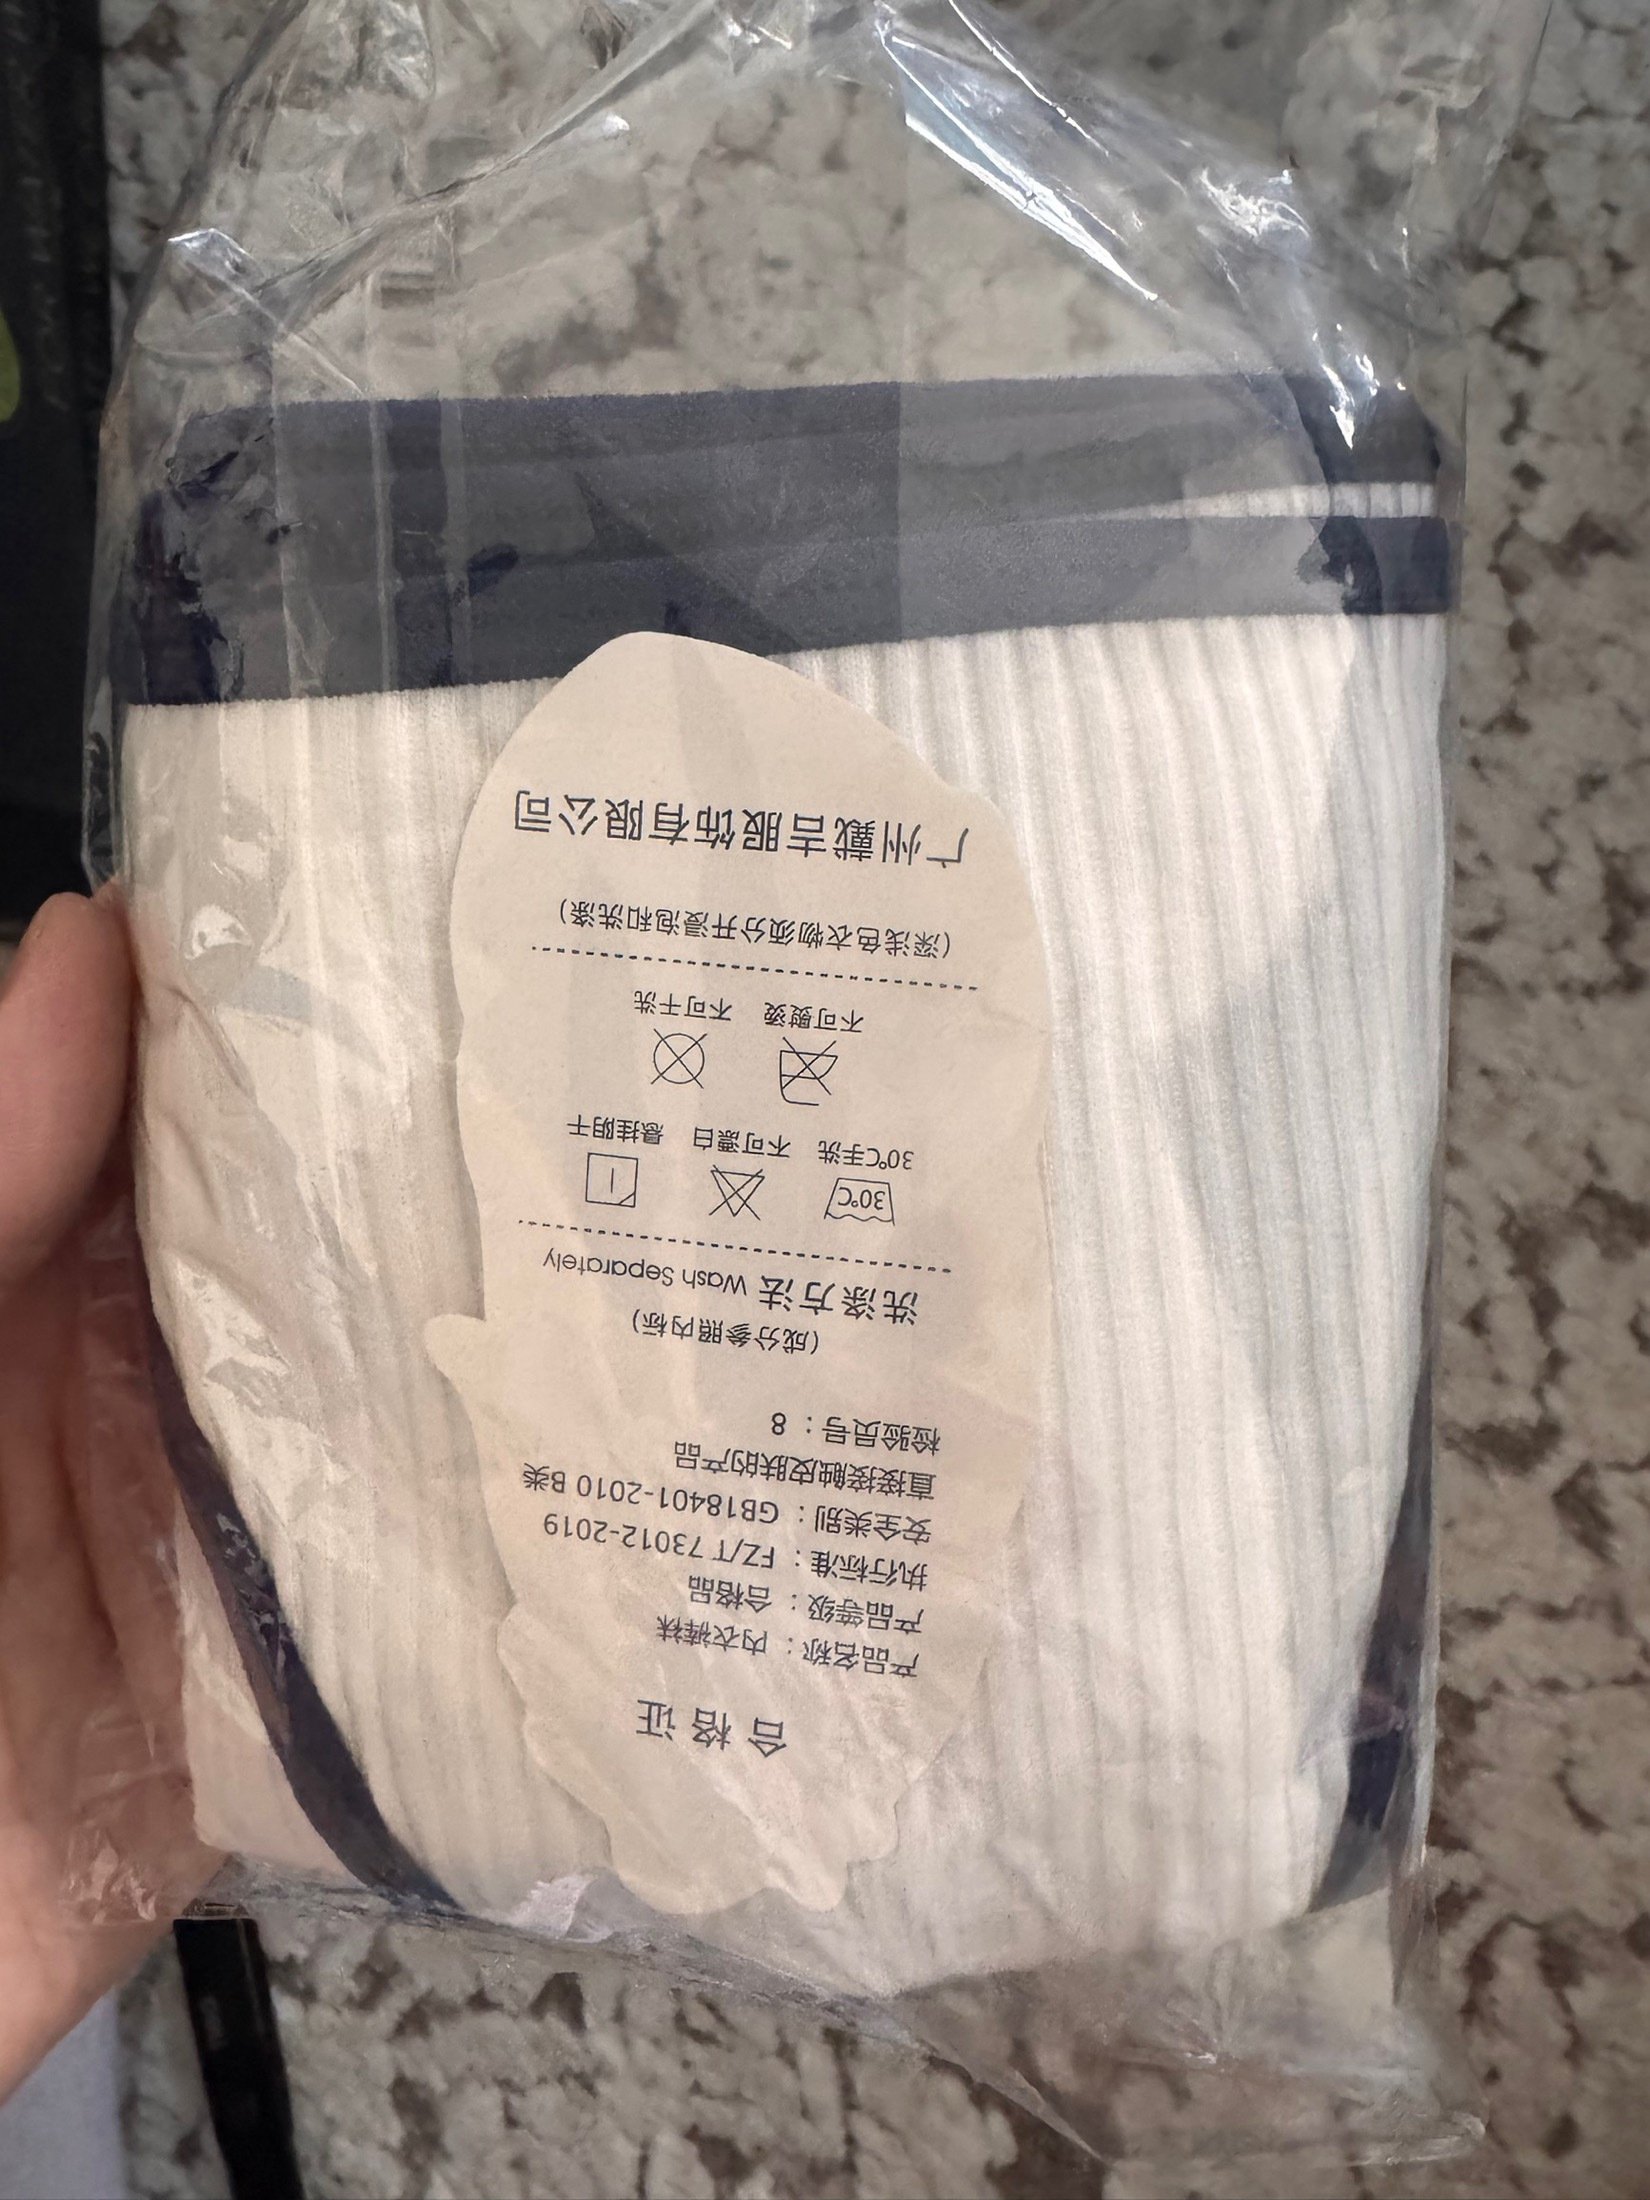 合格证
产品名称：内衣裤袜
产品等级：合格品
执行标准：FZ/T 73012-2019
安全类别：GB18401-2010 B类
直接接触皮肤的产品
检验员号：8
(成分参照内标)
洗涤方法 Wash Separately
30℃
30℃手洗 不可漂白 悬挂阴干
不可熨烫 不可干洗
(深浅色衣物须分开浸泡和洗涤)
广州戴吉服饰有限公司